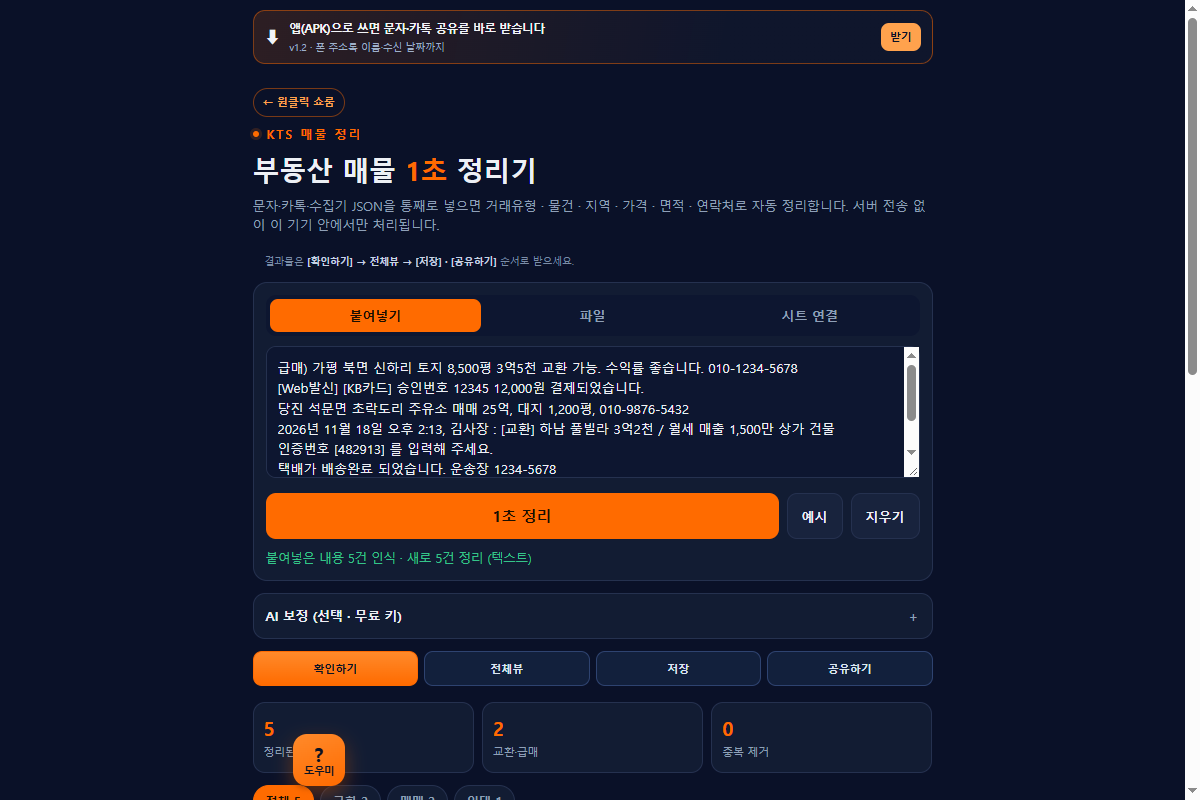 앱(APK)으로 쓰면 문자·카톡 공유를 바로 받습니다
v1.2 · 폰 주소록 이름·수신 날짜까지
받기
← 원클릭 쇼룸
KTS 매물 정리
부동산 매물 1초 정리기
문자·카톡·수집기 JSON을 통째로 넣으면 거래유형 · 물건 · 지역 · 가격 · 면적 · 연락처로 자동 정리합니다. 서버 전송 없
이 이 기기 안에서만 처리됩니다.
결과물은 [확인하기] → 전체뷰 → [저장] · [공유하기] 순서로 받으세요.
붙여넣기
파일
시트 연결
급매) 가평 북면 신하리 토지 8,500평 3억5천 교환 가능. 수익률 좋습니다. 010-1234-5678
[Web발신] [KB카드] 승인번호 12345 12,000원 결제되었습니다.
당진 석문면 초락도리 주유소 매매 25억, 대지 1,200평, 010-9876-5432
2026년 11월 18일 오후 2:13, 김사장 : [교환] 하남 풀빌라 3억2천 / 월세 매출 1,500만 상가 건물
인증번호 [482913] 를 입력해 주세요.
택배가 배송완료 되었습니다. 운송장 1234-5678
1초 정리
예시
지우기
붙여넣은 내용 5건 인식 · 새로 5건 정리 (텍스트)
AI 보정 (선택 · 무료 키)
+
확인하기
전체뷰
저장
공유하기
5
정리된
2
교환·급매
0
중복 제거
?
도우미
전체 5
교환 2
매매 2